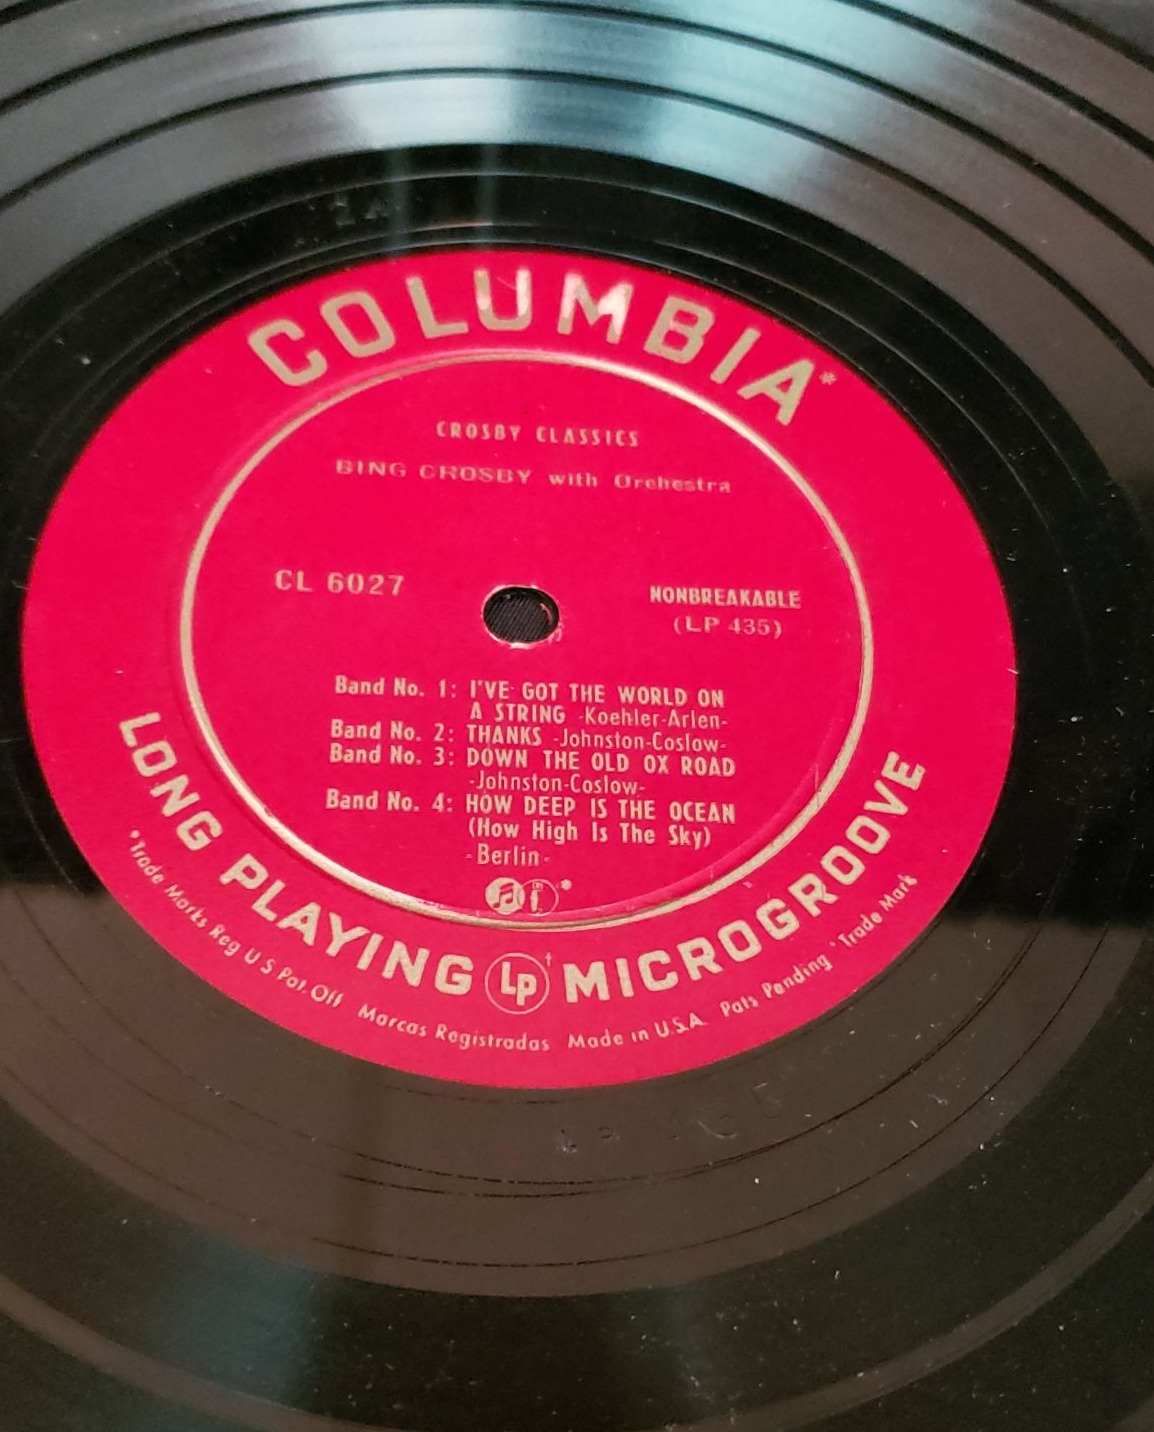 COLUMBIA*
CROSBY CLASSICS
BING CROSBY with Orchestra
CL 6027
NONBREAKABLE
(LP 435)
Band No. 1: I'VE GOT THE WORLD ON
A STRING -Koehler-Arlen-
Band No. 2: THANKS -Johnston-Coslow-
Band No. 3: DOWN THE OLD OX ROAD
-Johnston-Coslow-
Band No. 4: HOW DEEP IS THE OCEAN
(How High Is The Sky)
-Berlin-
LONG PLAYING Lp† MICROGROOVE
*Trade Marks Reg U S Pat. Off Marcas Registradas Made in U.S.A. Pats Pending 'Trade Mark
LP 435